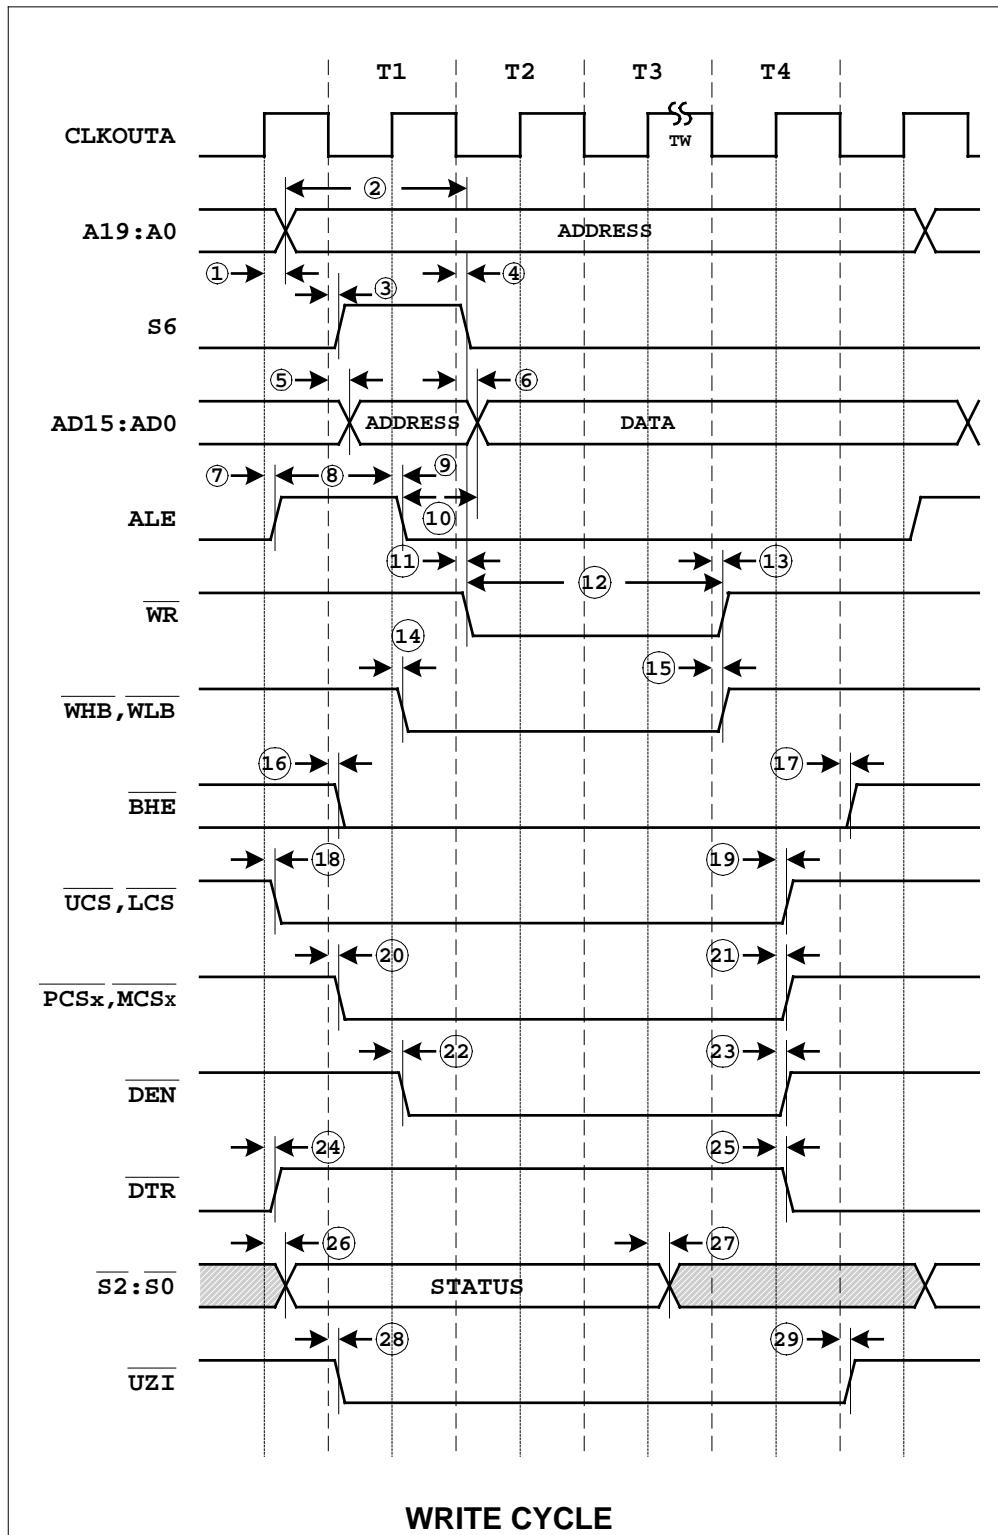 T1 T2 T3 T4
CLKOUTA
TW
2
A19:A0
ADDRESS
1
3
4
S6
5
6
AD15:AD0
ADDRESS
DATA
7
8
9
10
ALE
11
12
13
WR
14
15
WHB,WLB
16
17
BHE
18
19
UCS,LCS
20
21
PCSx,MCSx
22
23
DEN
24
25
DTR
26
27
S2:S0
STATUS
28
29
UZI
WRITE CYCLE